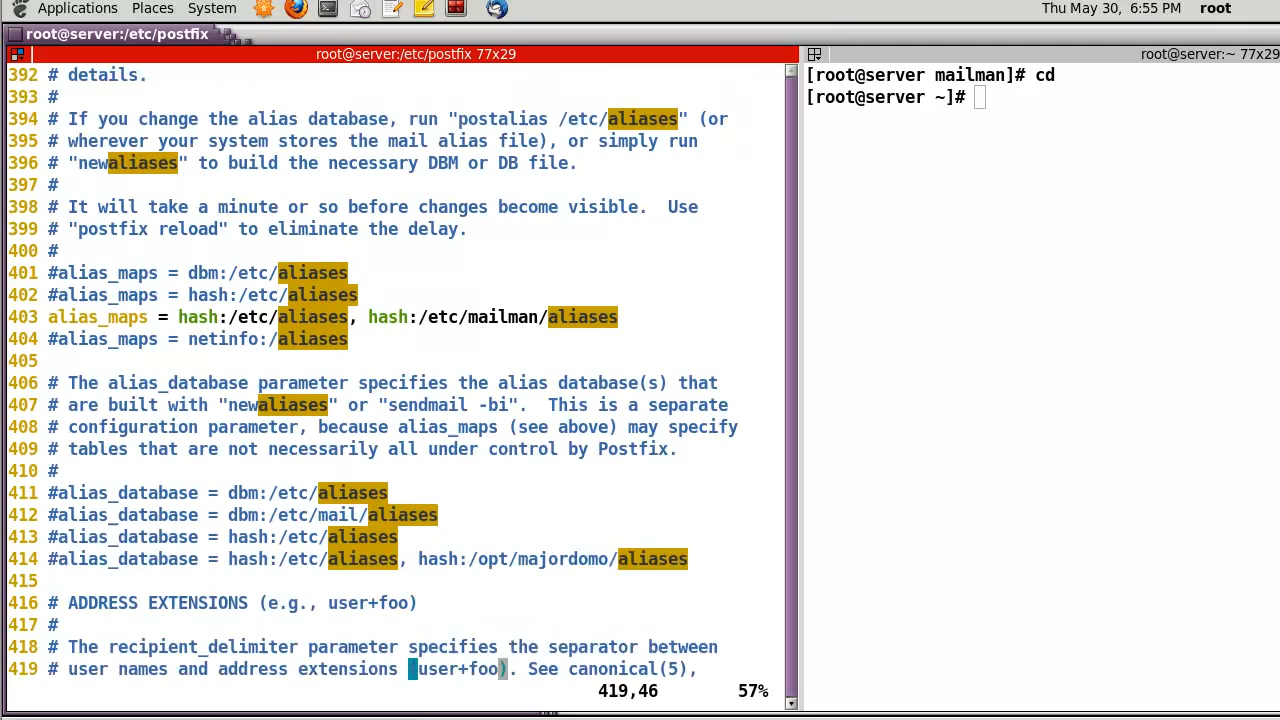 Applications Places System Thu May 30, 6:55 PM root
root@server:/etc/postfix
root@server:/etc/postfix 77x29
392 # details.
393 #
394 # If you change the alias database, run "postalias /etc/aliases" (or
395 # wherever your system stores the mail alias file), or simply run
396 # "newaliases" to build the necessary DBM or DB file.
397 #
398 # It will take a minute or so before changes become visible.  Use
399 # "postfix reload" to eliminate the delay.
400 #
401 #alias_maps = dbm:/etc/aliases
402 #alias_maps = hash:/etc/aliases
403 alias_maps = hash:/etc/aliases, hash:/etc/mailman/aliases
404 #alias_maps = netinfo:/aliases
405
406 # The alias_database parameter specifies the alias database(s) that
407 # are built with "newaliases" or "sendmail -bi".  This is a separate
408 # configuration parameter, because alias_maps (see above) may specify
409 # tables that are not necessarily all under control by Postfix.
410 #
411 #alias_database = dbm:/etc/aliases
412 #alias_database = dbm:/etc/mail/aliases
413 #alias_database = hash:/etc/aliases
414 #alias_database = hash:/etc/aliases, hash:/opt/majordomo/aliases
415
416 # ADDRESS EXTENSIONS (e.g., user+foo)
417 #
418 # The recipient_delimiter parameter specifies the separator between
419 # user names and address extensions (user+foo). See canonical(5),
419,46 57%
root@server:~ 77x29
[root@server mailman]# cd
[root@server ~]#